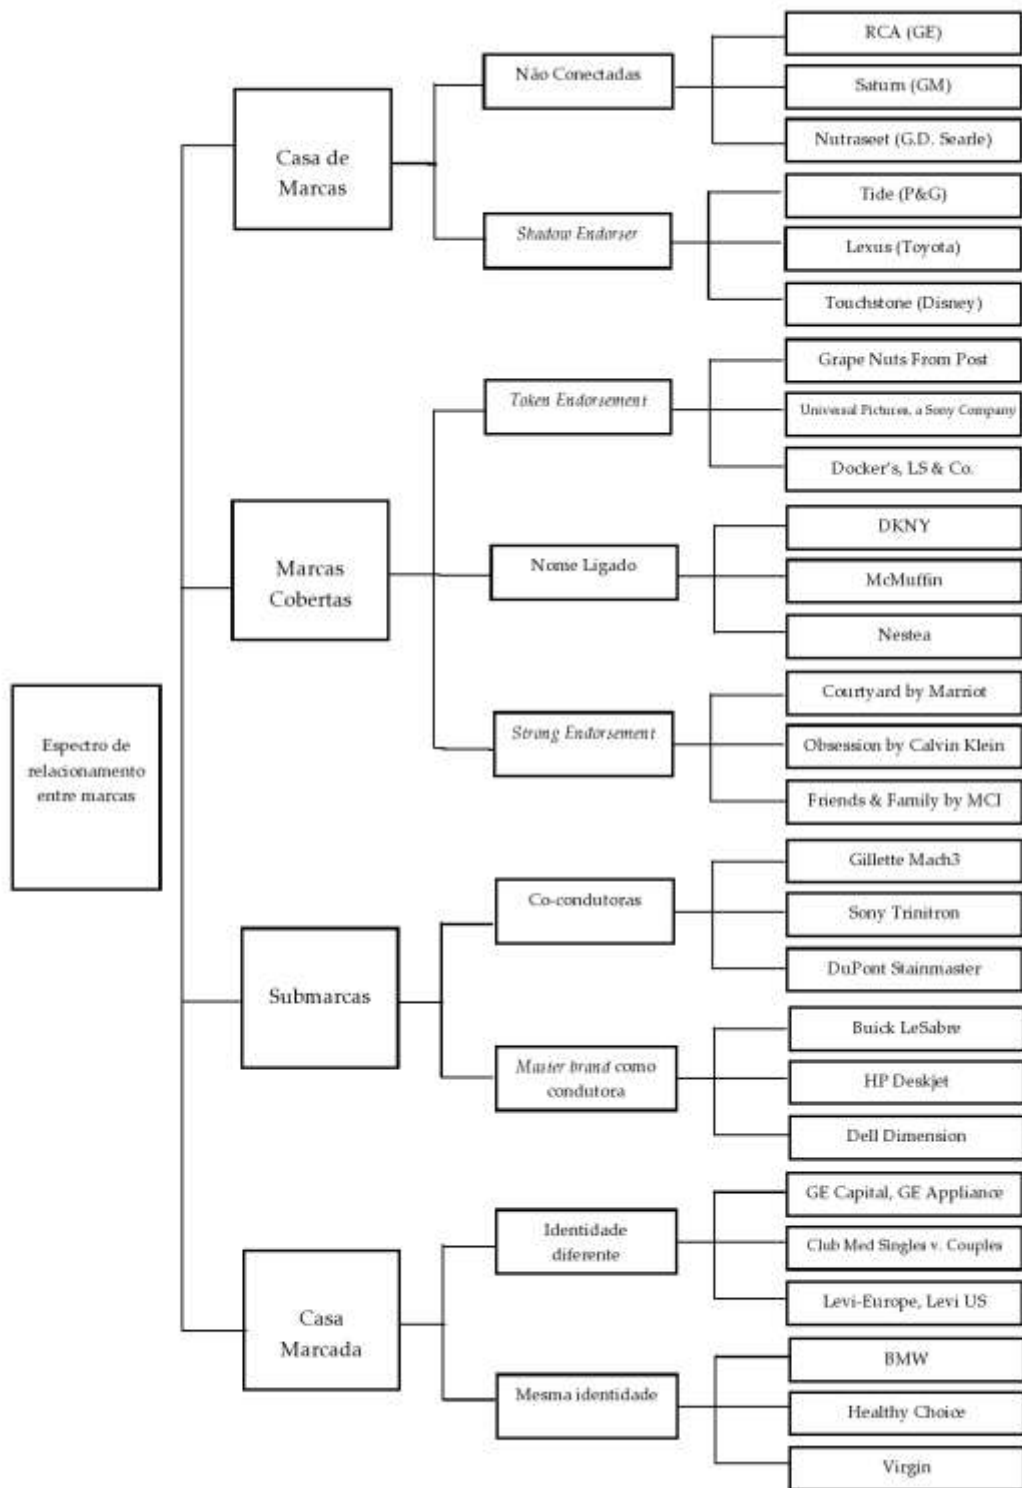 Espectro de
relacionamento
entre marcas
Casa de
Marcas
Não Conectadas
RCA (GE)
Saturn (GM)
Nutraseet (G.D. Searle)
Shadow Endorser
Tide (P&G)
Lexus (Toyota)
Touchstone (Disney)
Marcas
Cobertas
Token Endorsement
Grape Nuts From Post
Universal Pictures, a Sony Company
Docker's, LS & Co.
Nome Ligado
DKNY
McMuffin
Nestea
Strong Endorsement
Courtyard by Marriot
Obsession by Calvin Klein
Friends & Family by MCI
Submarcas
Co-condutoras
Gillette Mach3
Sony Trinitron
DuPont Stainmaster
Master brand como
condutora
Buick LeSabre
HP Deskjet
Dell Dimension
Casa
Marcada
Identidade
diferente
GE Capital, GE Appliance
Club Med Singles v. Couples
Levi-Europe, Levi US
Mesma identidade
BMW
Healthy Choice
Virgin